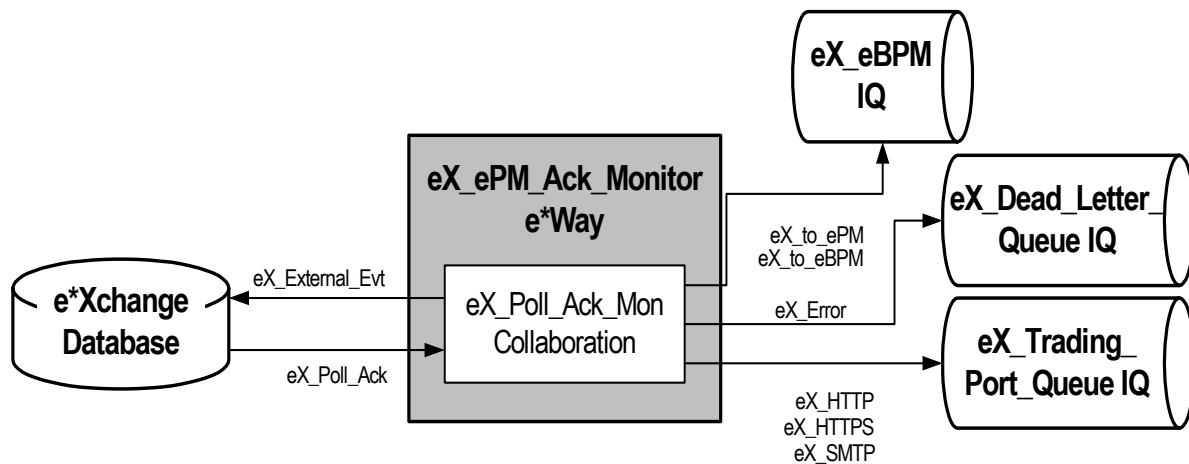 eX_eBPM
IQ
eX_ePM_Ack_Monitor
e*Way
eX_Dead_Letter_
Queue IQ
eX_to_ePM
eX_to_eBPM
eX_External_Evt
e*Xchange
Database
eX_Poll_Ack_Mon
Collaboration
eX_Error
eX_Trading_
Port_Queue IQ
eX_Poll_Ack
eX_HTTP
eX_HTTPS
eX_SMTP